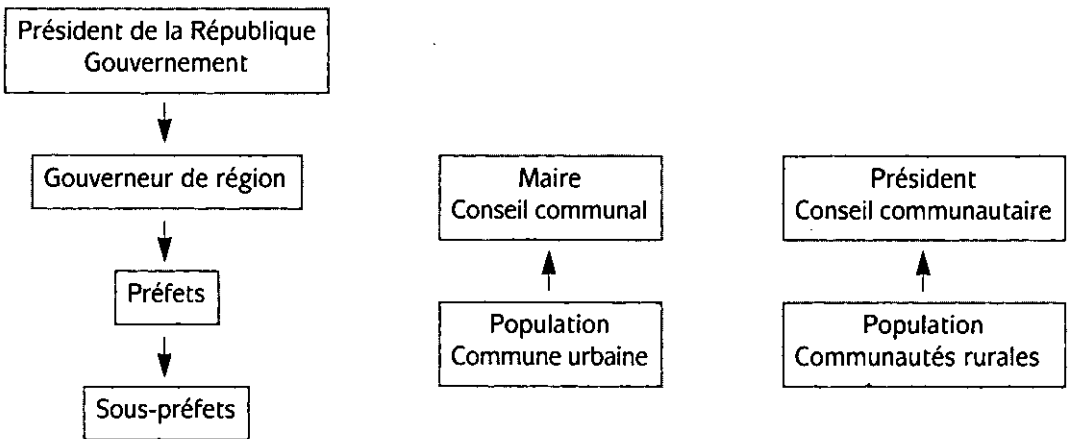 Président de la République
Gouvernement
Gouverneur de région
Préfets
Sous-préfets
Maire
Conseil communal
Population
Commune urbaine
Président
Conseil communautaire
Population
Communautés rurales